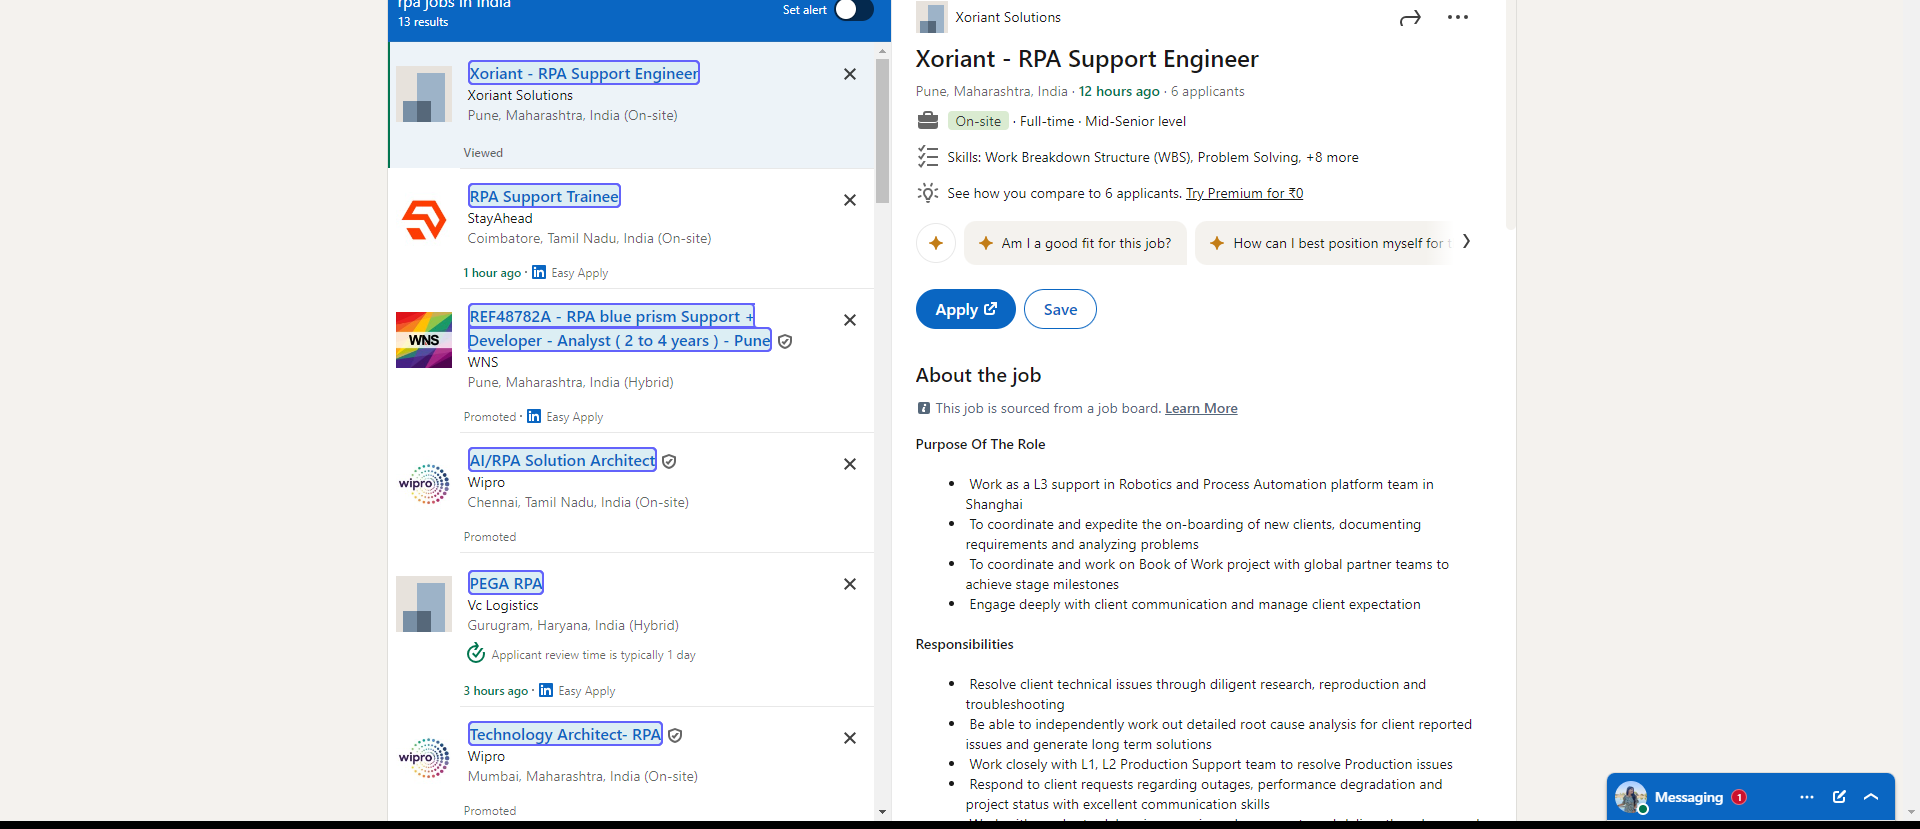 rpa jobs in India
13 results
Set alert
Xoriant - RPA Support Engineer
Xoriant Solutions
Pune, Maharashtra, India (On-site)
Viewed
RPA Support Trainee
StayAhead
Coimbatore, Tamil Nadu, India (On-site)
1 hour ago · in Easy Apply
WNS
REF48782A - RPA blue prism Support +
Developer - Analyst ( 2 to 4 years ) - Pune
WNS
Pune, Maharashtra, India (Hybrid)
Promoted · in Easy Apply
wipro
AI/RPA Solution Architect
Wipro
Chennai, Tamil Nadu, India (On-site)
Promoted
PEGA RPA
Vc Logistics
Gurugram, Haryana, India (Hybrid)
Applicant review time is typically 1 day
3 hours ago · in Easy Apply
wipro
Technology Architect- RPA
Wipro
Mumbai, Maharashtra, India (On-site)
Promoted
Xoriant Solutions
Xoriant - RPA Support Engineer
Pune, Maharashtra, India · 12 hours ago · 6 applicants
On-site · Full-time · Mid-Senior level
Skills: Work Breakdown Structure (WBS), Problem Solving, +8 more
See how you compare to 6 applicants. Try Premium for ₹0
Am I a good fit for this job?
How can I best position myself for t
Apply
Save
About the job
This job is sourced from a job board. Learn More
Purpose Of The Role
• Work as a L3 support in Robotics and Process Automation platform team in
Shanghai
• To coordinate and expedite the on-boarding of new clients, documenting
requirements and analyzing problems
• To coordinate and work on Book of Work project with global partner teams to
achieve stage milestones
• Engage deeply with client communication and manage client expectation
Responsibilities
• Resolve client technical issues through diligent research, reproduction and
troubleshooting
• Be able to independently work out detailed root cause analysis for client reported
issues and generate long term solutions
• Work closely with L1, L2 Production Support team to resolve Production issues
• Respond to client requests regarding outages, performance degradation and
project status with excellent communication skills
Messaging 1